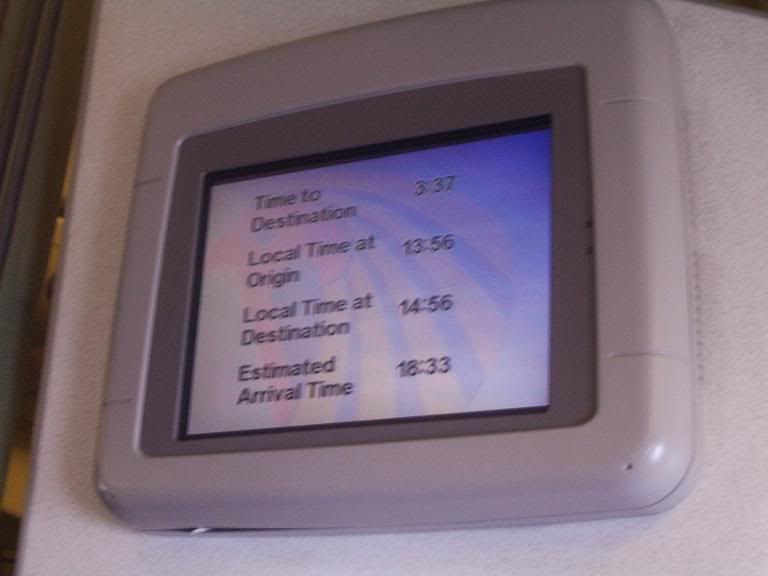 Time to 3:37
Destination
Local Time at 13:56
Origin
Local Time at 14:56
Destination
Estimated 18:33
Arrival Time